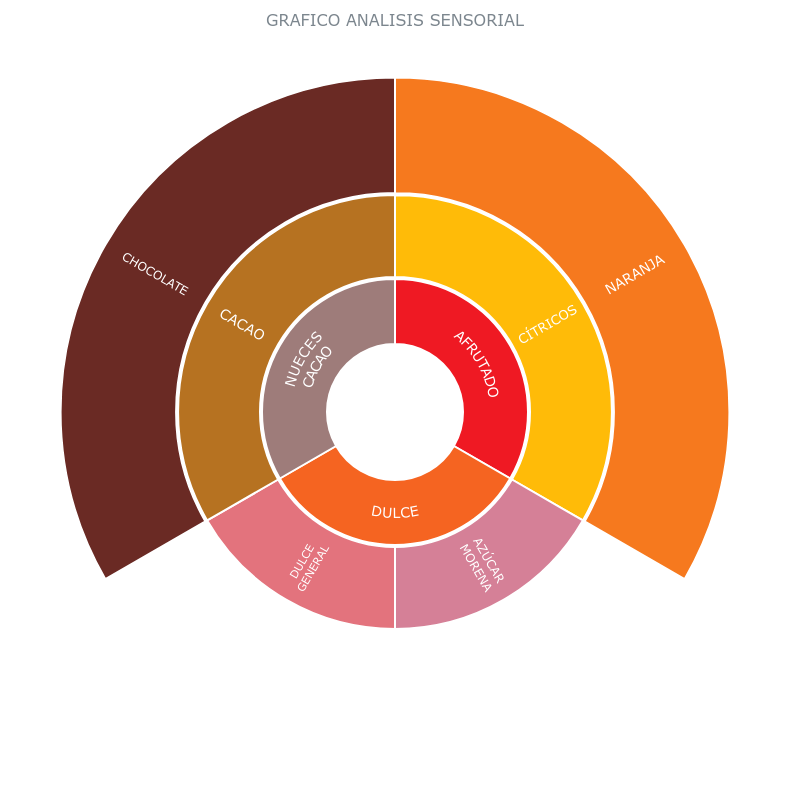 GRAFICO ANALISIS SENSORIAL
CHOCOLATE
NARANJA
CACAO
CÍTRICOS
NUECES
CACAO
AFRUTADO
DULCE
DULCE
GENERAL
AZÚCAR
MORENA